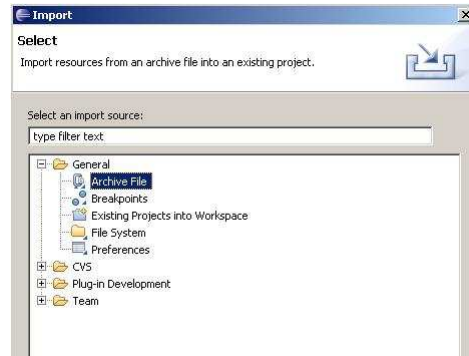 Import
Select
Import resources from an archive file into an existing project.
Select an import source:
type filter text
General
Archive File
Breakpoints
Existing Projects into Workspace
File System
Preferences
CVS
Plug-in Development
Team